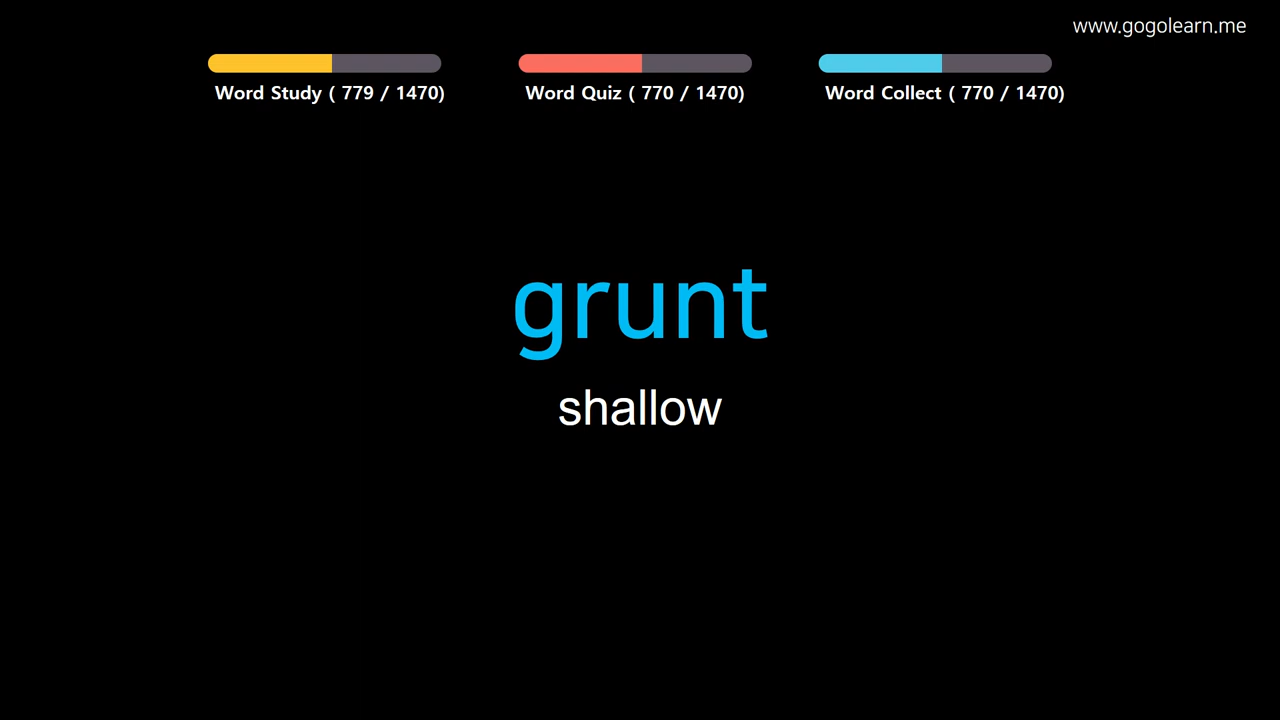 www.gogolearn.me
Word Study ( 779 / 1470)
Word Quiz ( 770 / 1470)
Word Collect ( 770 / 1470)
grunt
shallow